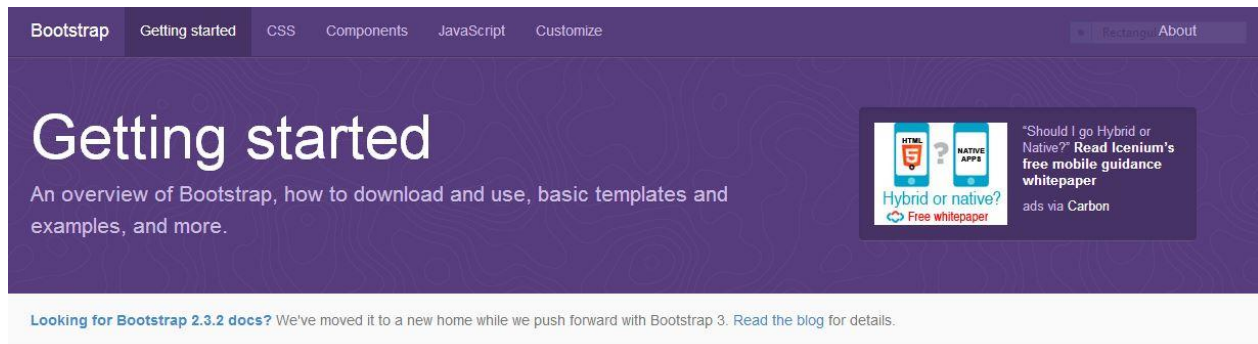 Bootstrap Getting started CSS Components JavaScript Customize About
Getting started
An overview of Bootstrap, how to download and use, basic templates and
examples, and more.
HTML
5
?
NATIVE
APPS
Hybrid or native?
Free whitepaper
“Should I go Hybrid or
Native?” Read Icenium's
free mobile guidance
whitepaper
ads via Carbon
Looking for Bootstrap 2.3.2 docs? We've moved it to a new home while we push forward with Bootstrap 3. Read the blog for details.